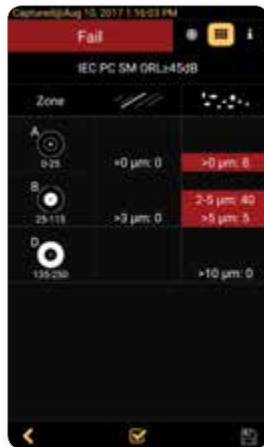 Captured@Aug 10, 2017 1:16:03 PM
Fail
i
IEC PC SM ORL≥45dB
Zone
A
0-25
>0 µm: 0
>0 µm: 6
B
25-115
>3 µm: 0
2-5 µm: 40
>5 µm: 5
D
135-250
>10 µm: 0